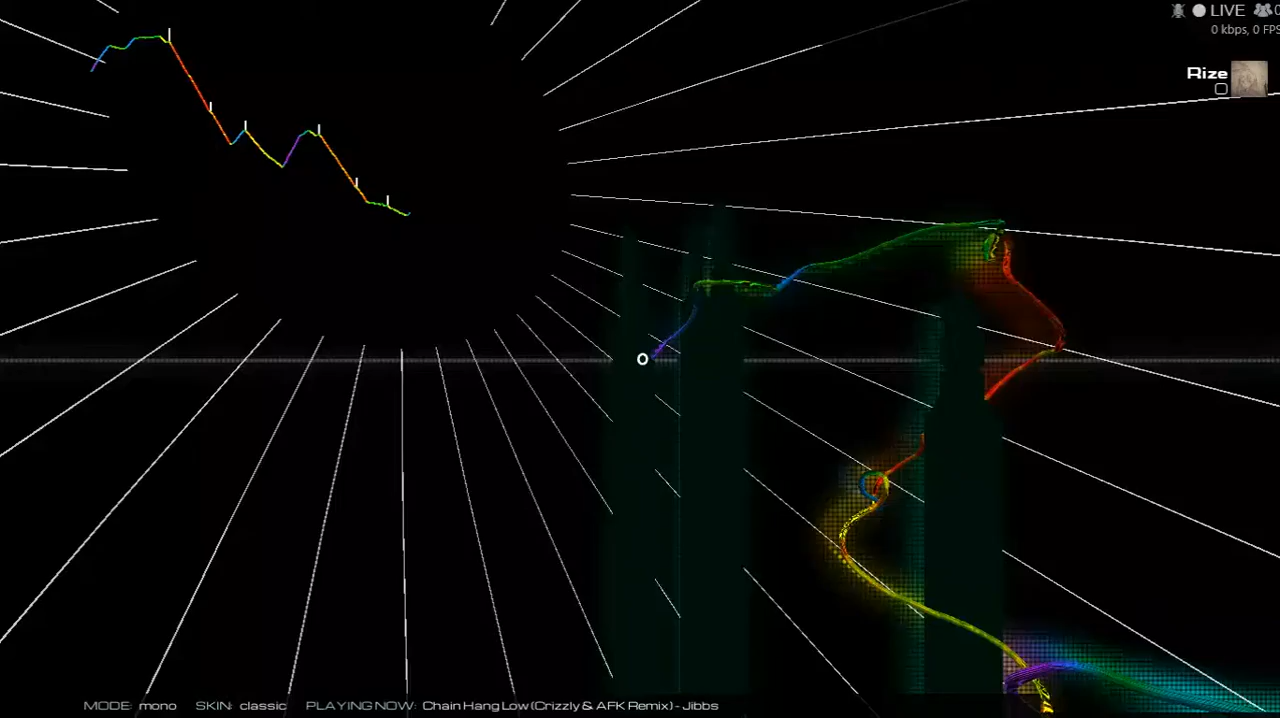 LIVE 0
0 kbps, 0 FPS
Rize
MODE: mono SKIN: classic PLAYING NOW: Chain Hang Low (Crizzly & AFK Remix) - Jibbs